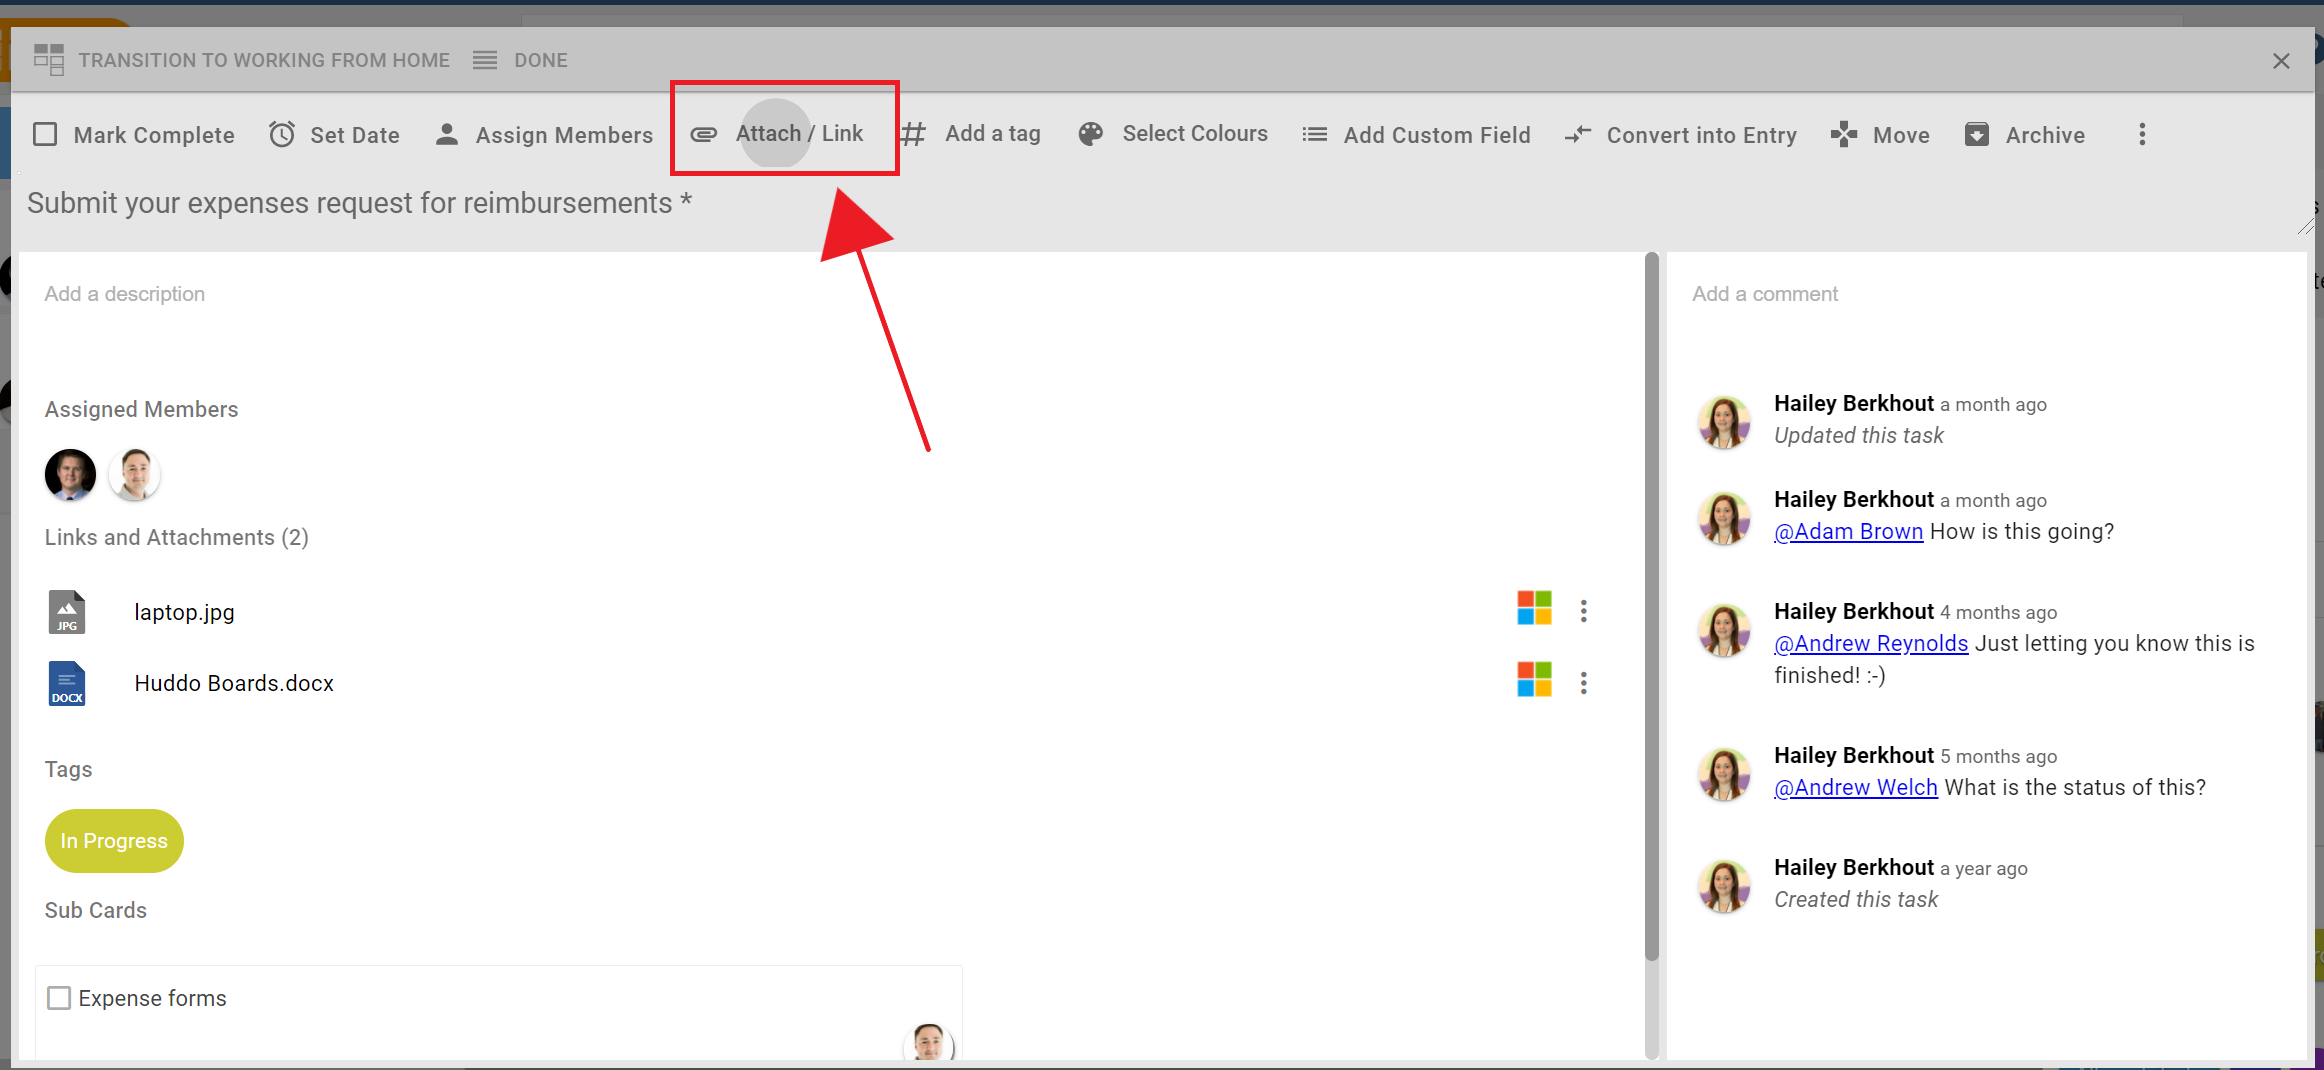 TRANSITION TO WORKING FROM HOME DONE
Mark Complete Set Date Assign Members Attach / Link Add a tag Select Colours Add Custom Field Convert into Entry Move Archive
Submit your expenses request for reimbursements *
Add a description
Assigned Members
Links and Attachments (2)
JPG laptop.jpg
DOCX Huddo Boards.docx
Tags
In Progress
Sub Cards
Expense forms
Add a comment
Hailey Berkhout a month ago
Updated this task
Hailey Berkhout a month ago
@Adam Brown How is this going?
Hailey Berkhout 4 months ago
@Andrew Reynolds Just letting you know this is
finished! :-)
Hailey Berkhout 5 months ago
@Andrew Welch What is the status of this?
Hailey Berkhout a year ago
Created this task